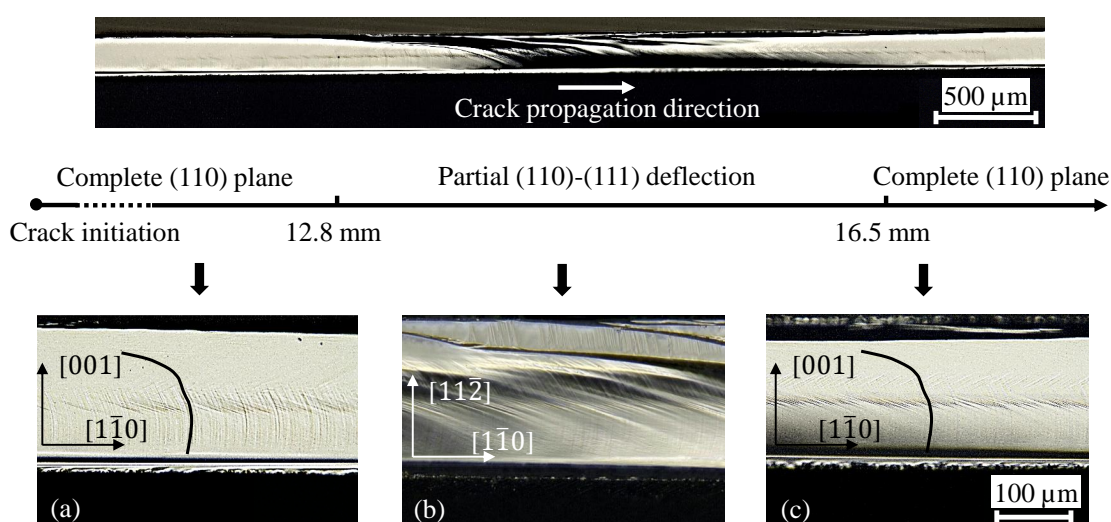 500 µm
Crack propagation direction
Complete (110) plane
Partial (110)-(111) deflection
Complete (110) plane
Crack initiation
12.8 mm
16.5 mm
[001]
[11̄0]
(a)
[112̄]
[11̄0]
(b)
[001]
[11̄0]
(c)
100 µm